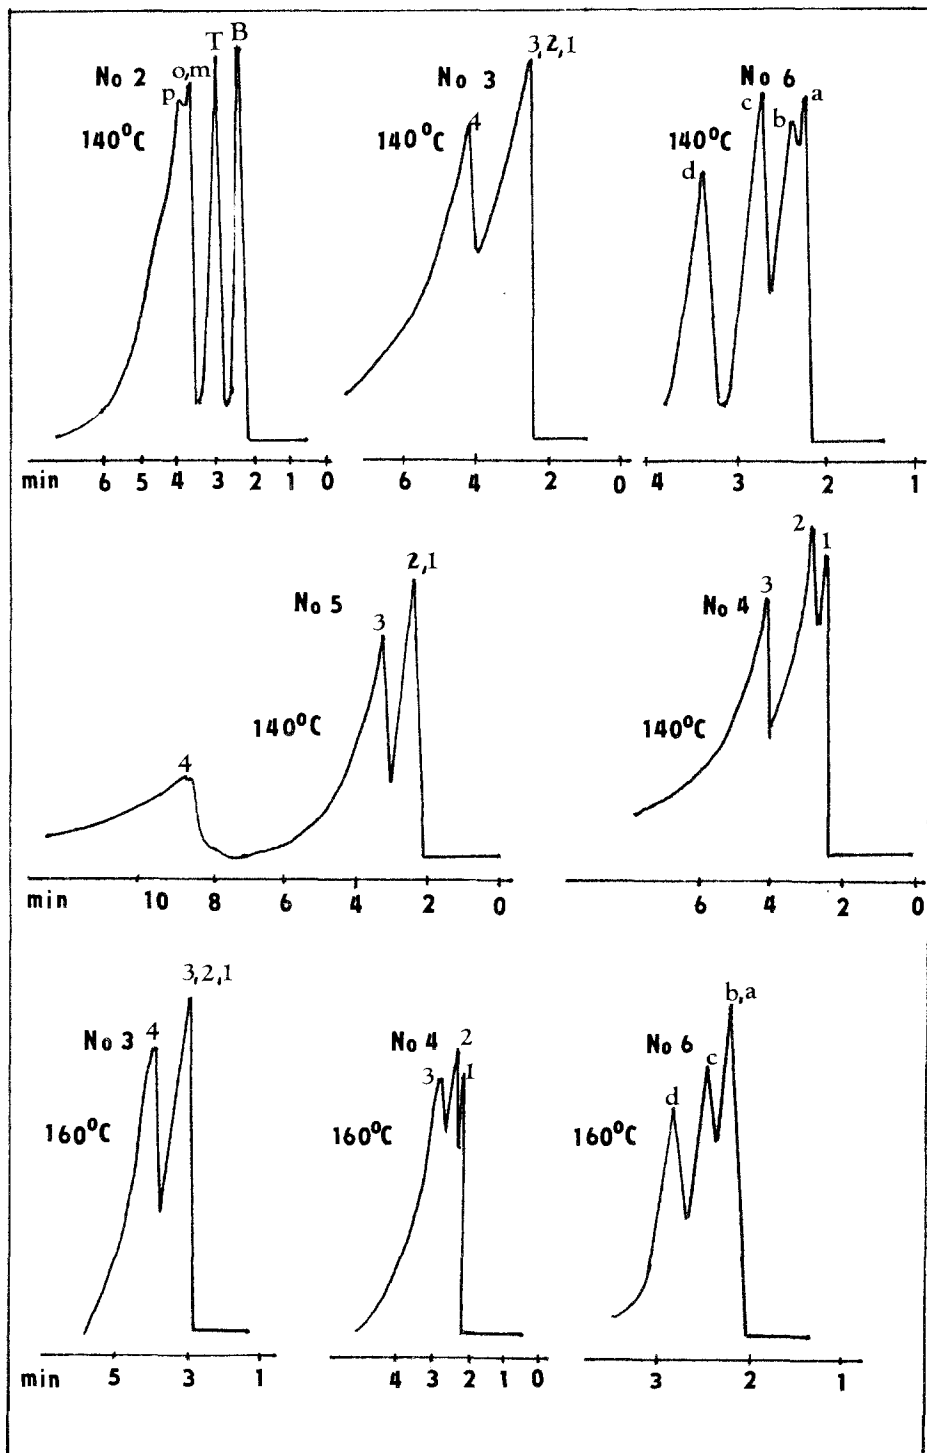 No 2
140°C
p
o,m
T
B
min 6 5 4 3 2 1 0
No 3
140°C
4
3,2,1
6 4 2 0
No 6
140°C
d
c
b
a
4 3 2 1
No 5
140°C
4
3
2,1
min 10 8 6 4 2 0
No 4
140°C
3
2
1
6 4 2 0
No 3
160°C
4
3,2,1
min 5 3 1
No 4
160°C
3
2
1
4 3 2 1 0
No 6
160°C
d
c
b,a
3 2 1